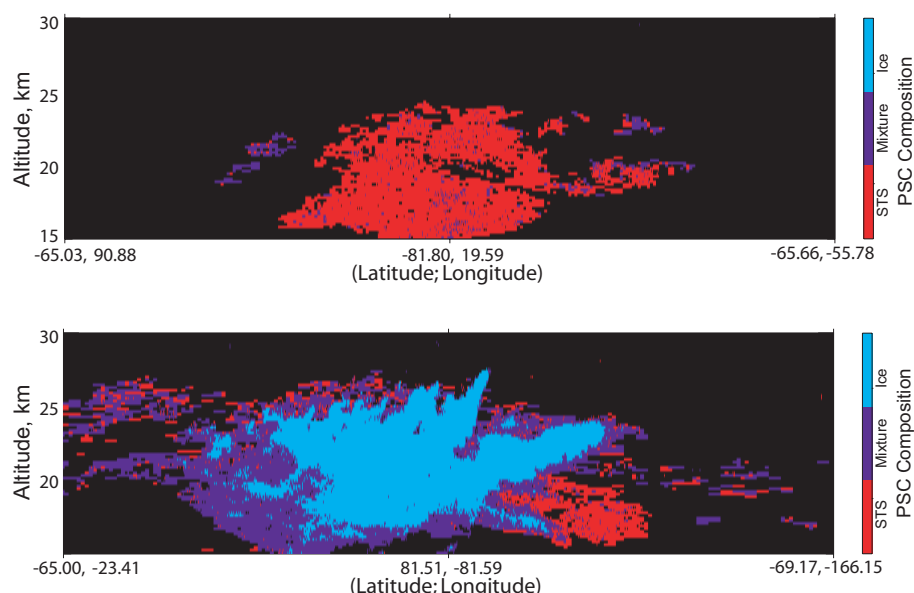 30
25
20
15
Altitude, km
-65.03, 90.88
-81.80, 19.59
-65.66, -55.78
(Latitude; Longitude)
STS
Mixture
Ice
PSC Composition
30
25
20
Altitude, km
-65.00, -23.41
81.51, -81.59
-69.17, -166.15
(Latitude; Longitude)
STS
Mixture
Ice
PSC Composition